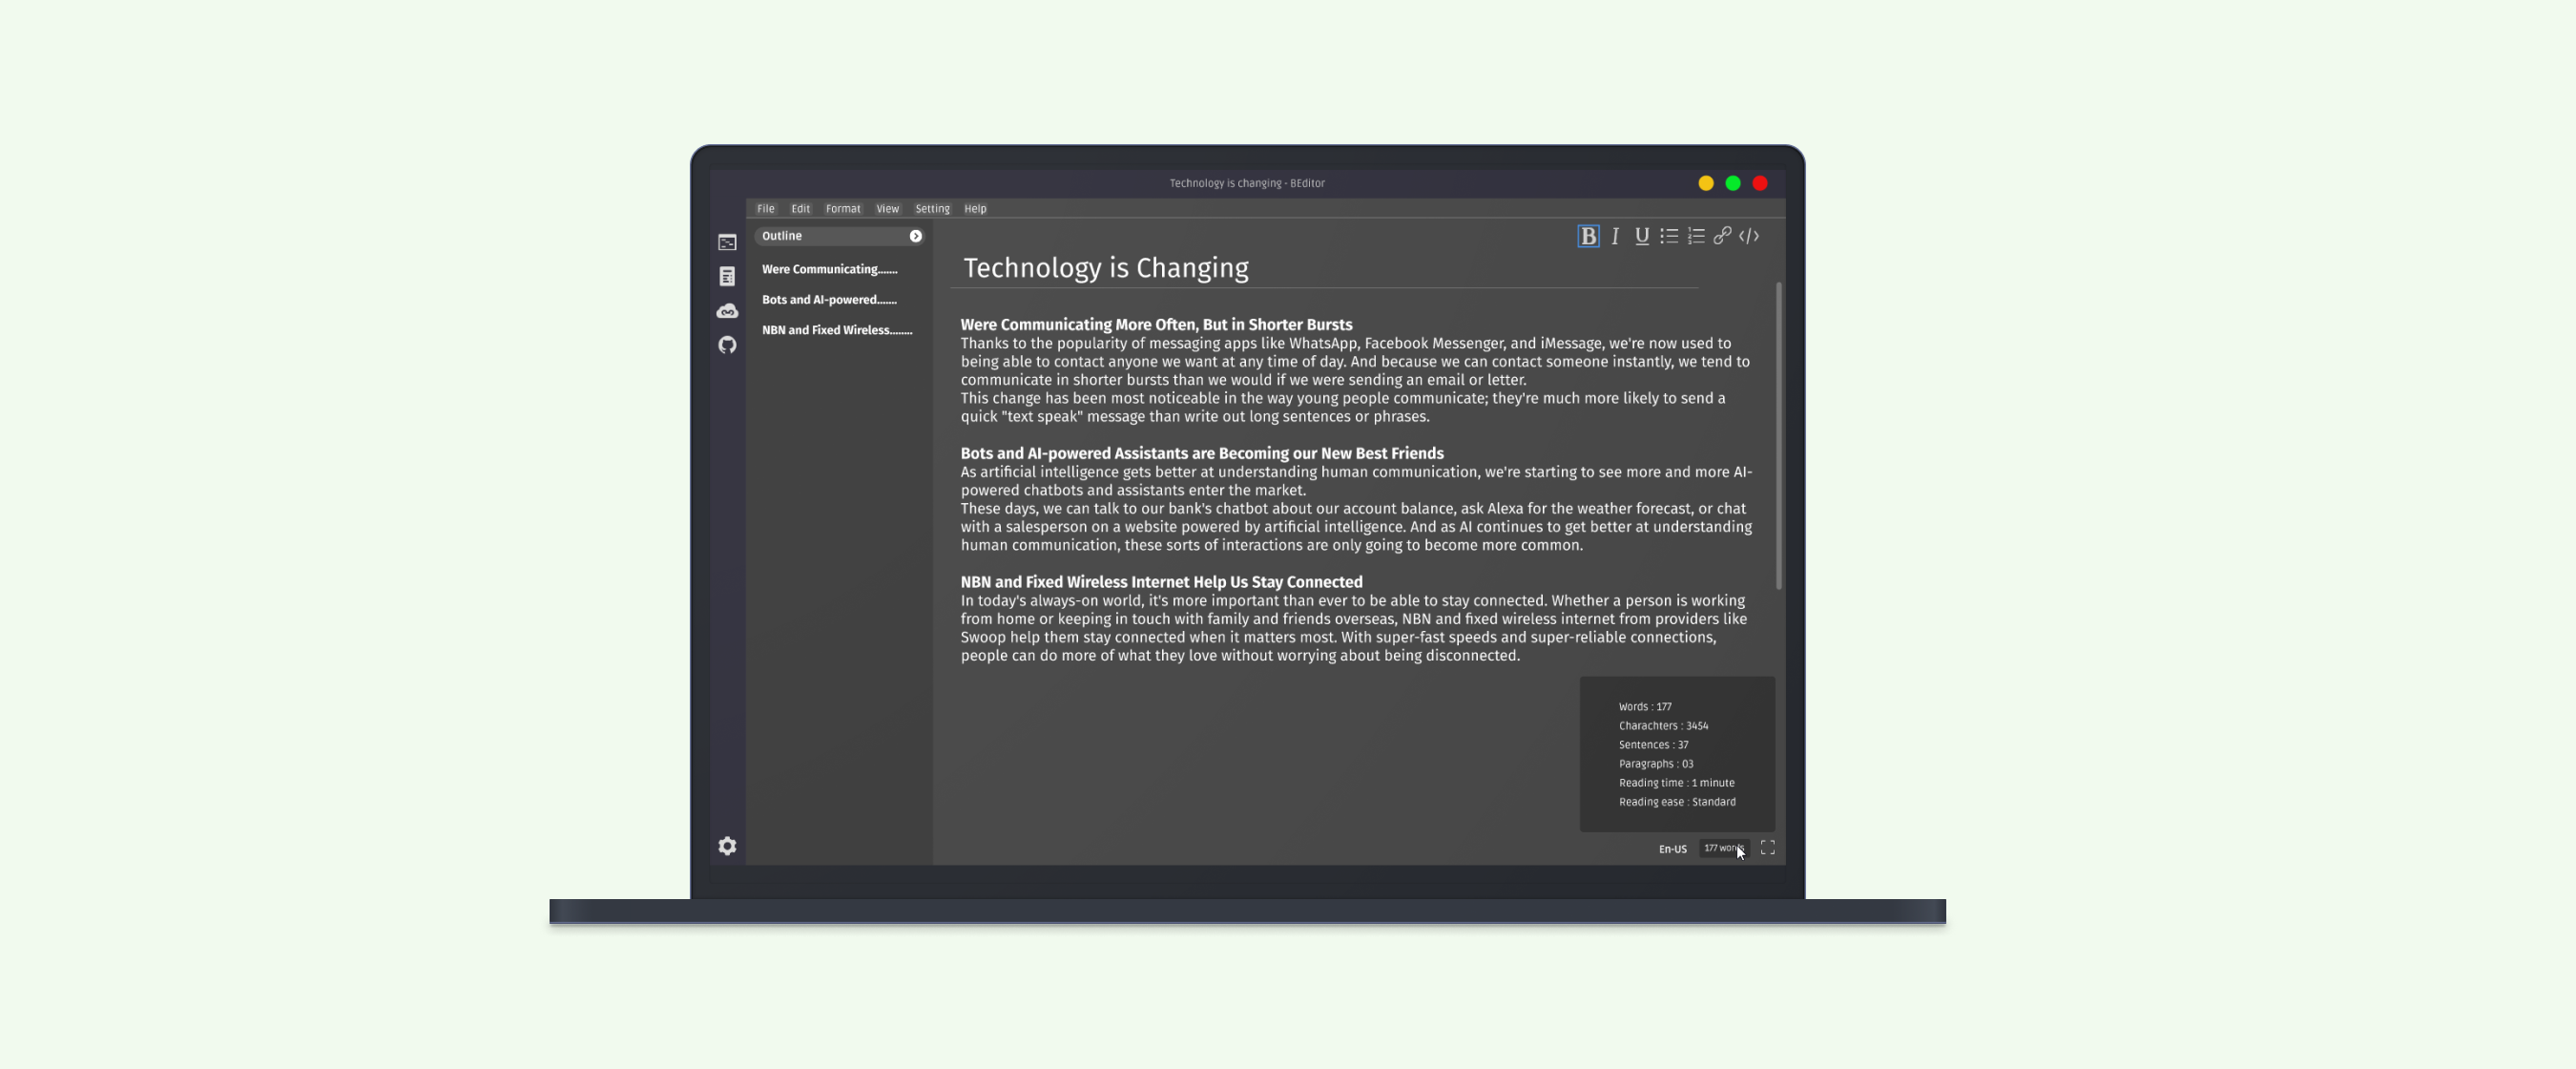 Technology is changing - BEditor
File Edit Format View Setting Help
Outline
Were Communicating.......
Bots and AI-powered.......
NBN and Fixed Wireless........
B I U
Technology is Changing
Were Communicating More Often, But in Shorter Bursts
Thanks to the popularity of messaging apps like WhatsApp, Facebook Messenger, and iMessage, we're now used to
being able to contact anyone we want at any time of day. And because we can contact someone instantly, we tend to
communicate in shorter bursts than we would if we were sending an email or letter.
This change has been most noticeable in the way young people communicate; they're much more likely to send a
quick "text speak" message than write out long sentences or phrases.
Bots and AI-powered Assistants are Becoming our New Best Friends
As artificial intelligence gets better at understanding human communication, we're starting to see more and more AI-
powered chatbots and assistants enter the market.
These days, we can talk to our bank's chatbot about our account balance, ask Alexa for the weather forecast, or chat
with a salesperson on a website powered by artificial intelligence. And as AI continues to get better at understanding
human communication, these sorts of interactions are only going to become more common.
NBN and Fixed Wireless Internet Help Us Stay Connected
In today's always-on world, it's more important than ever to be able to stay connected. Whether a person is working
from home or keeping in touch with family and friends overseas, NBN and fixed wireless internet from providers like
Swoop help them stay connected when it matters most. With super-fast speeds and super-reliable connections,
people can do more of what they love without worrying about being disconnected.
Words : 177
Charachters : 3454
Sentences : 37
Paragraphs : 03
Reading time : 1 minute
Reading ease : Standard
En-US 177 words